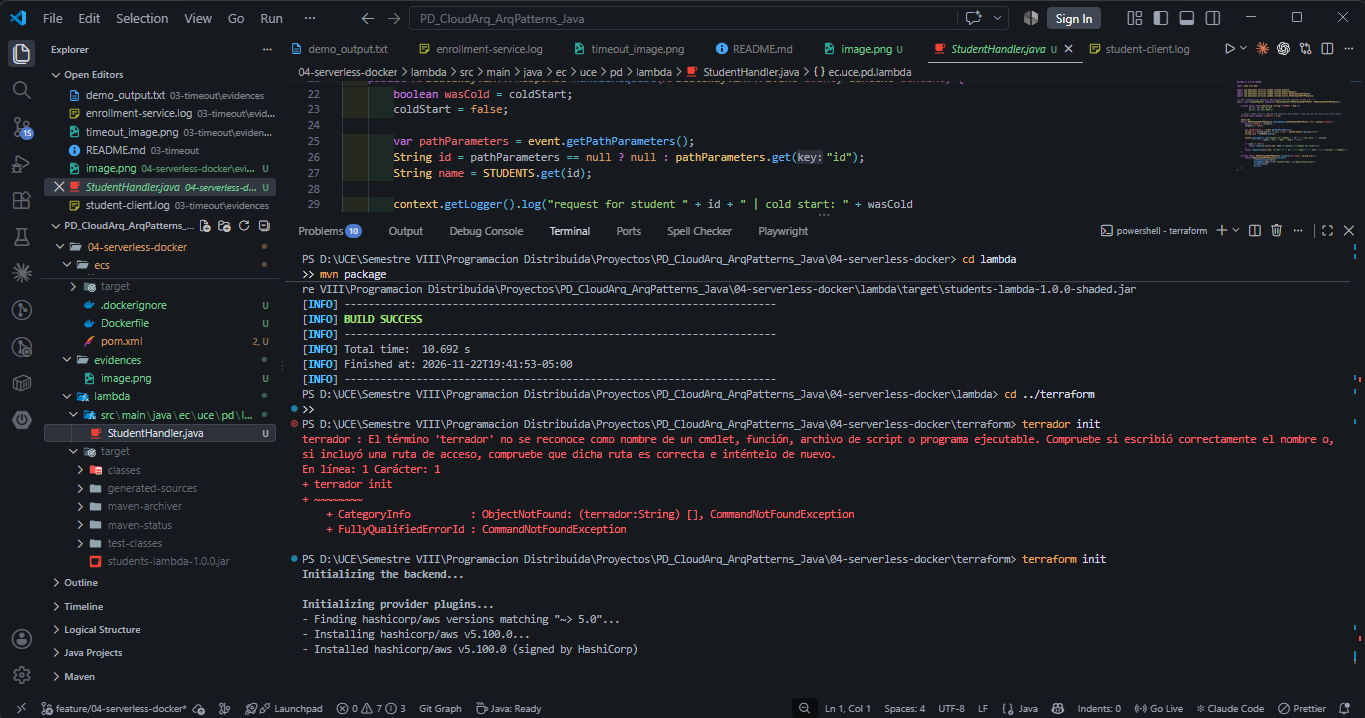 File Edit Selection View Go Run ··· PD_CloudArq_ArqPatterns_Java Sign In
Explorer ···
Open Editors
demo_output.txt 03-timeout\evidences
enrollment-service.log 03-timeout\evid...
timeout_image.png 03-timeout\eviden...
README.md 03-timeout
image.png 04-serverless-docker\evi... U
StudentHandler.java 04-serverless-d... U
student-client.log 03-timeout\evidences
PD_CloudArq_ArqPatterns_...
04-serverless-docker
ecs
target
.dockerignore U
Dockerfile U
pom.xml 2, U
evidences
image.png U
lambda
src\main\java\ec\uce\pd\l...
StudentHandler.java U
target
classes
generated-sources
maven-archiver
maven-status
test-classes
students-lambda-1.0.0.jar
Outline
Timeline
Logical Structure
Java Projects
Maven
15
demo_output.txt enrollment-service.log timeout_image.png README.md image.png U StudentHandler.java U student-client.log
04-serverless-docker > lambda > src > main > java > ec > uce > pd > lambda > StudentHandler.java > {} ec.uce.pd.lambda
22 boolean wasCold = coldStart;
23 coldStart = false;
24
25 var pathParameters = event.getPathParameters();
26 String id = pathParameters == null ? null : pathParameters.get(key: "id");
27 String name = STUDENTS.get(id);
28
29 context.getLogger().log("request for student " + id + " | cold start: " + wasCold
Problems 10 Output Debug Console Terminal Ports Spell Checker Playwright powershell - terraform
PS D:\UCE\Semestre VIII\Programacion Distribuida\Proyectos\PD_CloudArq_ArqPatterns_Java\04-serverless-docker> cd lambda
>> mvn package
re VIII\Programacion Distribuida\Proyectos\PD_CloudArq_ArqPatterns_Java\04-serverless-docker\lambda\target\students-lambda-1.0.0-shaded.jar
[INFO] ------------------------------------------------------------------------
[INFO] BUILD SUCCESS
[INFO] ------------------------------------------------------------------------
[INFO] Total time:  10.692 s
[INFO] Finished at: 2026-11-22T19:41:53-05:00
[INFO] ------------------------------------------------------------------------
PS D:\UCE\Semestre VIII\Programacion Distribuida\Proyectos\PD_CloudArq_ArqPatterns_Java\04-serverless-docker\lambda> cd ../terraform
>>
PS D:\UCE\Semestre VIII\Programacion Distribuida\Proyectos\PD_CloudArq_ArqPatterns_Java\04-serverless-docker\terraform> terrador init
terrador : El término 'terrador' no se reconoce como nombre de un cmdlet, función, archivo de script o programa ejecutable. Compruebe si escribió correctamente el nombre o,
si incluyó una ruta de acceso, compruebe que dicha ruta es correcta e inténtelo de nuevo.
En línea: 1 Carácter: 1
+ terrador init
+ ~~~~~~~~
+ CategoryInfo : ObjectNotFound: (terrador:String) [], CommandNotFoundException
+ FullyQualifiedErrorId : CommandNotFoundException
PS D:\UCE\Semestre VIII\Programacion Distribuida\Proyectos\PD_CloudArq_ArqPatterns_Java\04-serverless-docker\terraform> terraform init
Initializing the backend...
Initializing provider plugins...
- Finding hashicorp/aws versions matching "~> 5.0"...
- Installing hashicorp/aws v5.100.0...
- Installed hashicorp/aws v5.100.0 (signed by HashiCorp)
feature/04-serverless-docker* Launchpad 0 7 3 Git Graph Java: Ready Ln 1, Col 1 Spaces: 4 UTF-8 LF {} Java Indents: 0 Go Live Claude Code Prettier